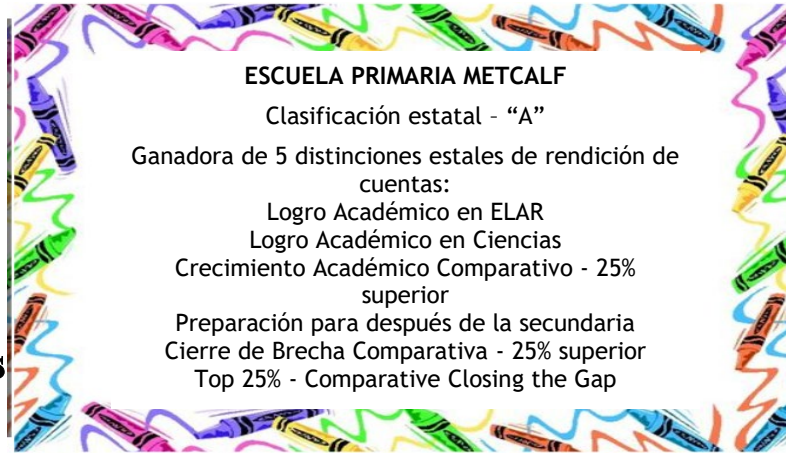 ESCUELA PRIMARIA METCALF
Clasificación estatal – “A”
Ganadora de 5 distinciones estales de rendición de
cuentas:
Logro Académico en ELAR
Logro Académico en Ciencias
Crecimiento Académico Comparativo - 25%
superior
Preparación para después de la secundaria
Cierre de Brecha Comparativa - 25% superior
Top 25% - Comparative Closing the Gap